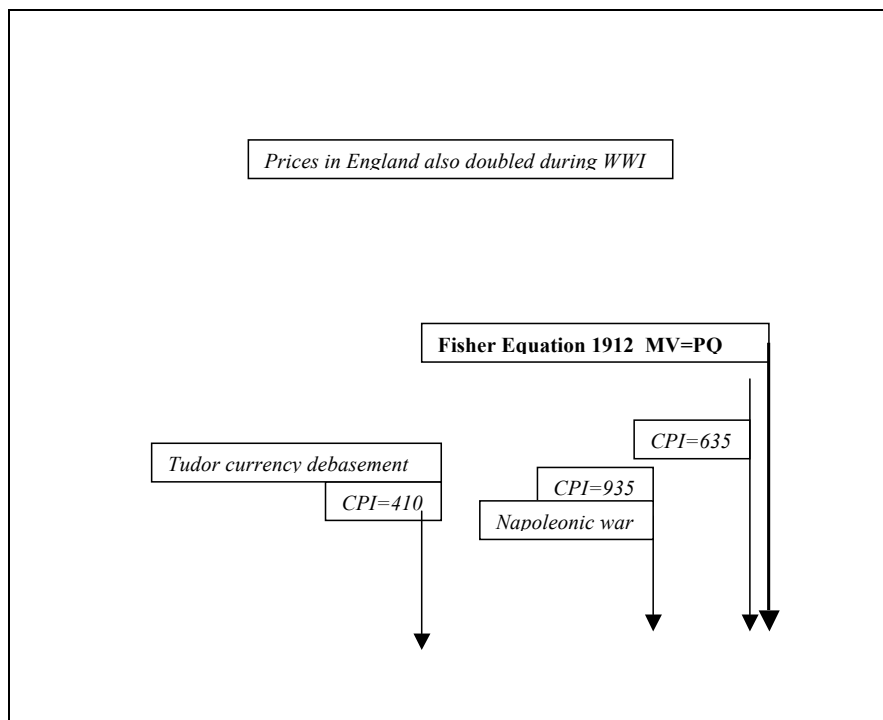 Prices in England also doubled during WWI
Fisher Equation 1912 MV=PQ
CPI=635
Tudor currency debasement
CPI=410
CPI=935
Napoleonic war